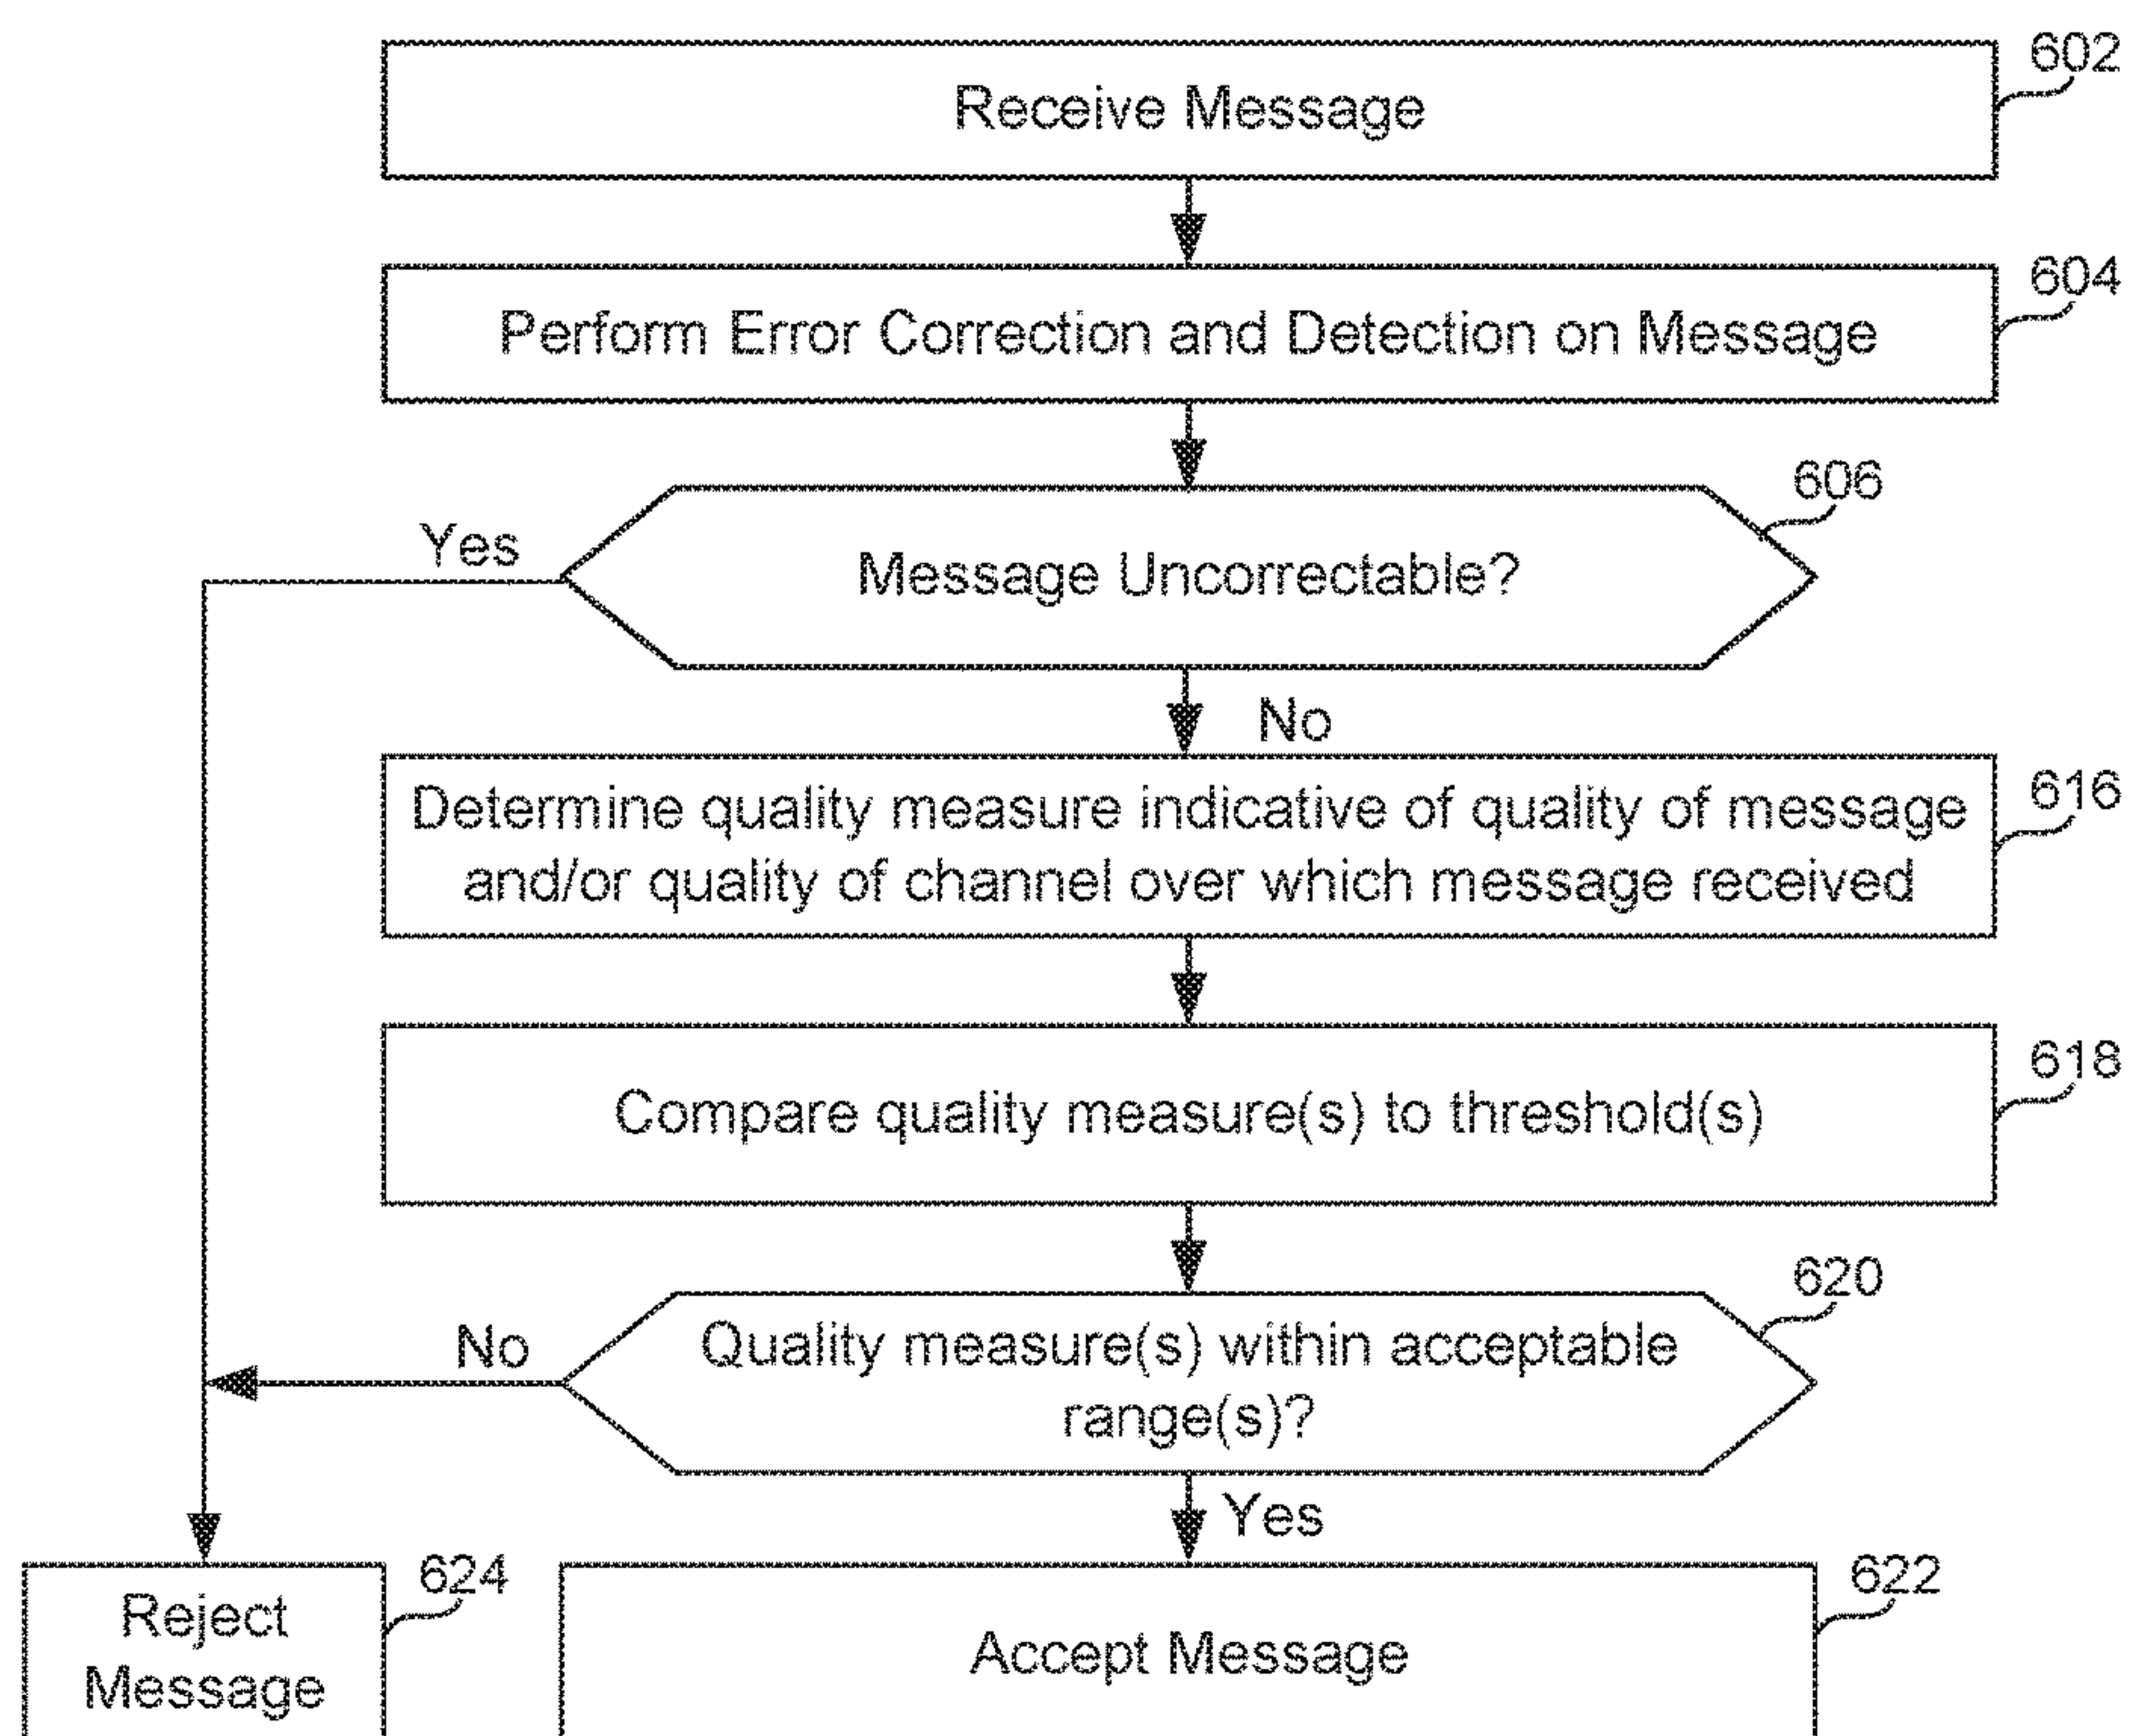 602
Receive Message
604
Perform Error Correction and Detection on Message
606
Yes
Message Uncorrectable?
No
616
Determine quality measure indicative of quality of message
and/or quality of channel over which message received
618
Compare quality measure(s) to threshold(s)
620
No
Quality measure(s) within acceptable
range(s)?
Yes
624
622
Reject
Message
Accept Message